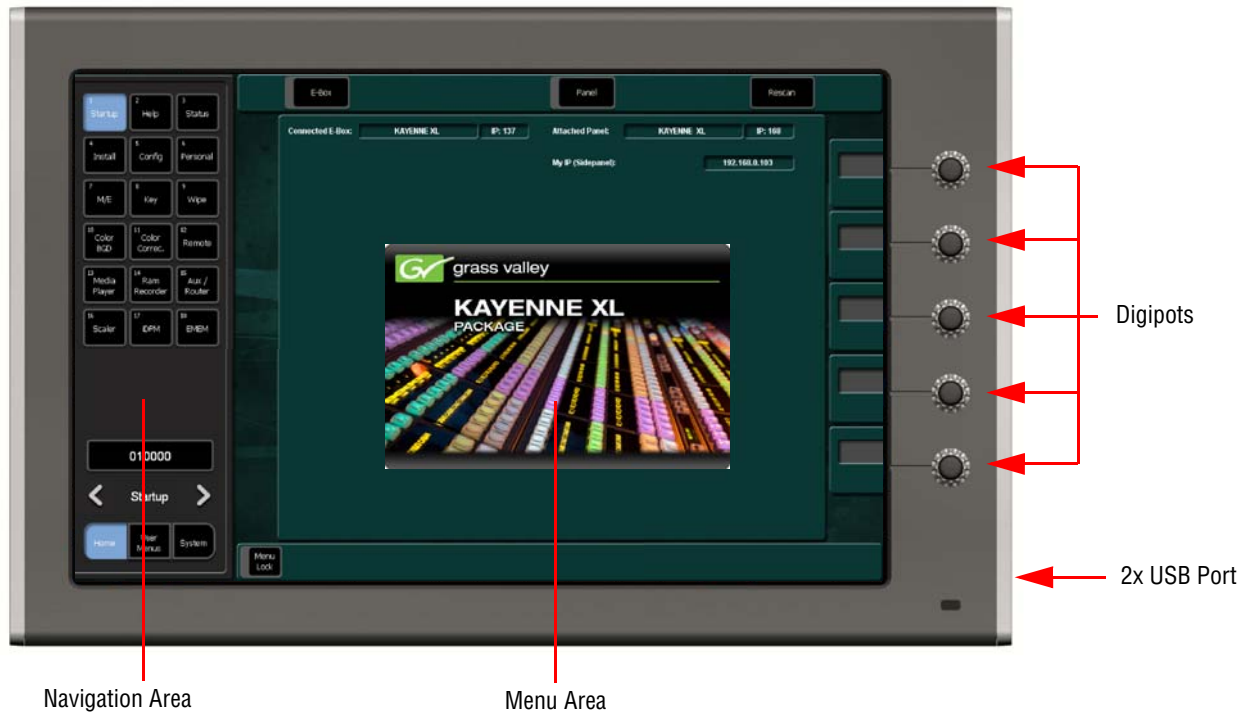 1
Startup
2
Help
3
Status
4
Install
5
Config
6
Personal
7
M/E
8
Key
9
Wipe
10
Color
BGD
11
Color
Correc.
12
Remote
13
Media
Player
14
Ram
Recorder
15
Aux /
Router
16
Scaler
17
iDPM
18
EMEM
010000
Startup
Home
User
Menus
System
E-Box
Panel
Rescan
Connected E-Box: KAYENNE XL IP: 137 Attached Panel: KAYENNE XL IP: 168
My IP (Sidepanel): 192.168.0.103
grass valley
KAYENNE XL
PACKAGE
Menu
Lock
Digipots
2x USB Port
Navigation Area
Menu Area